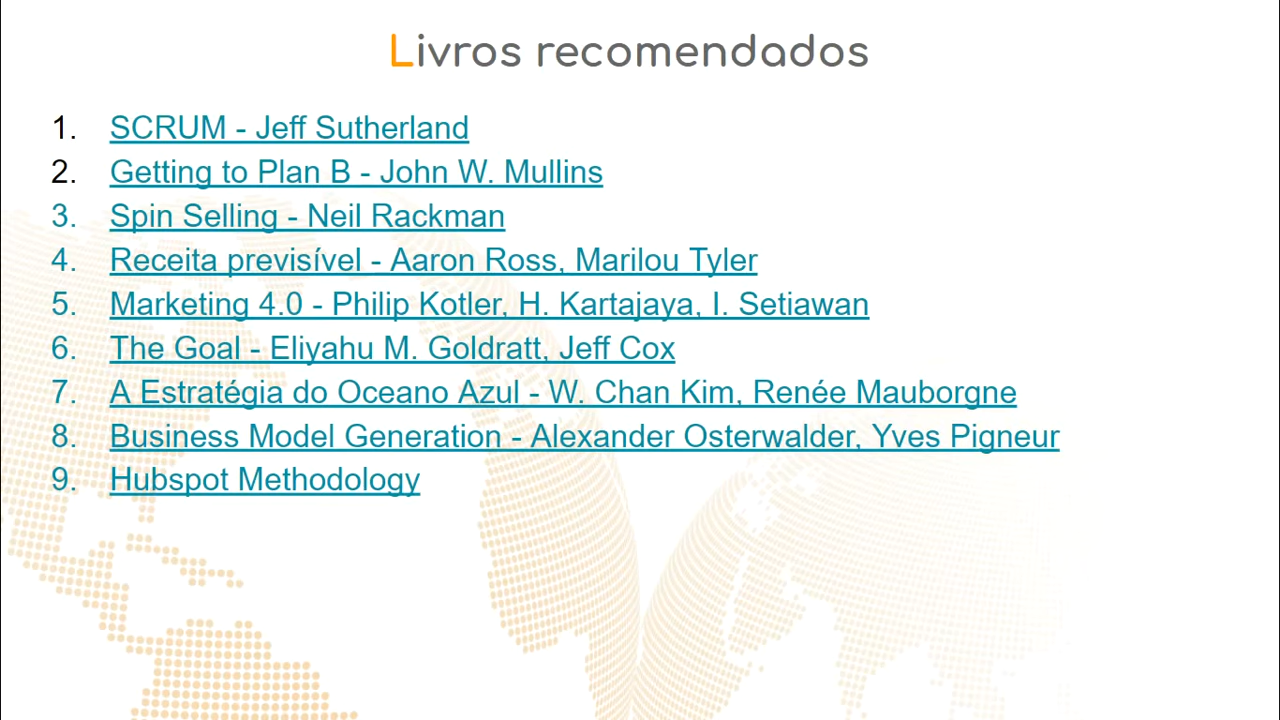 Livros recomendados
1. SCRUM - Jeff Sutherland
2. Getting to Plan B - John W. Mullins
3. Spin Selling - Neil Rackman
4. Receita previsível - Aaron Ross, Marilou Tyler
5. Marketing 4.0 - Philip Kotler, H. Kartajaya, I. Setiawan
6. The Goal - Eliyahu M. Goldratt, Jeff Cox
7. A Estratégia do Oceano Azul - W. Chan Kim, Renée Mauborgne
8. Business Model Generation - Alexander Osterwalder, Yves Pigneur
9. Hubspot Methodology